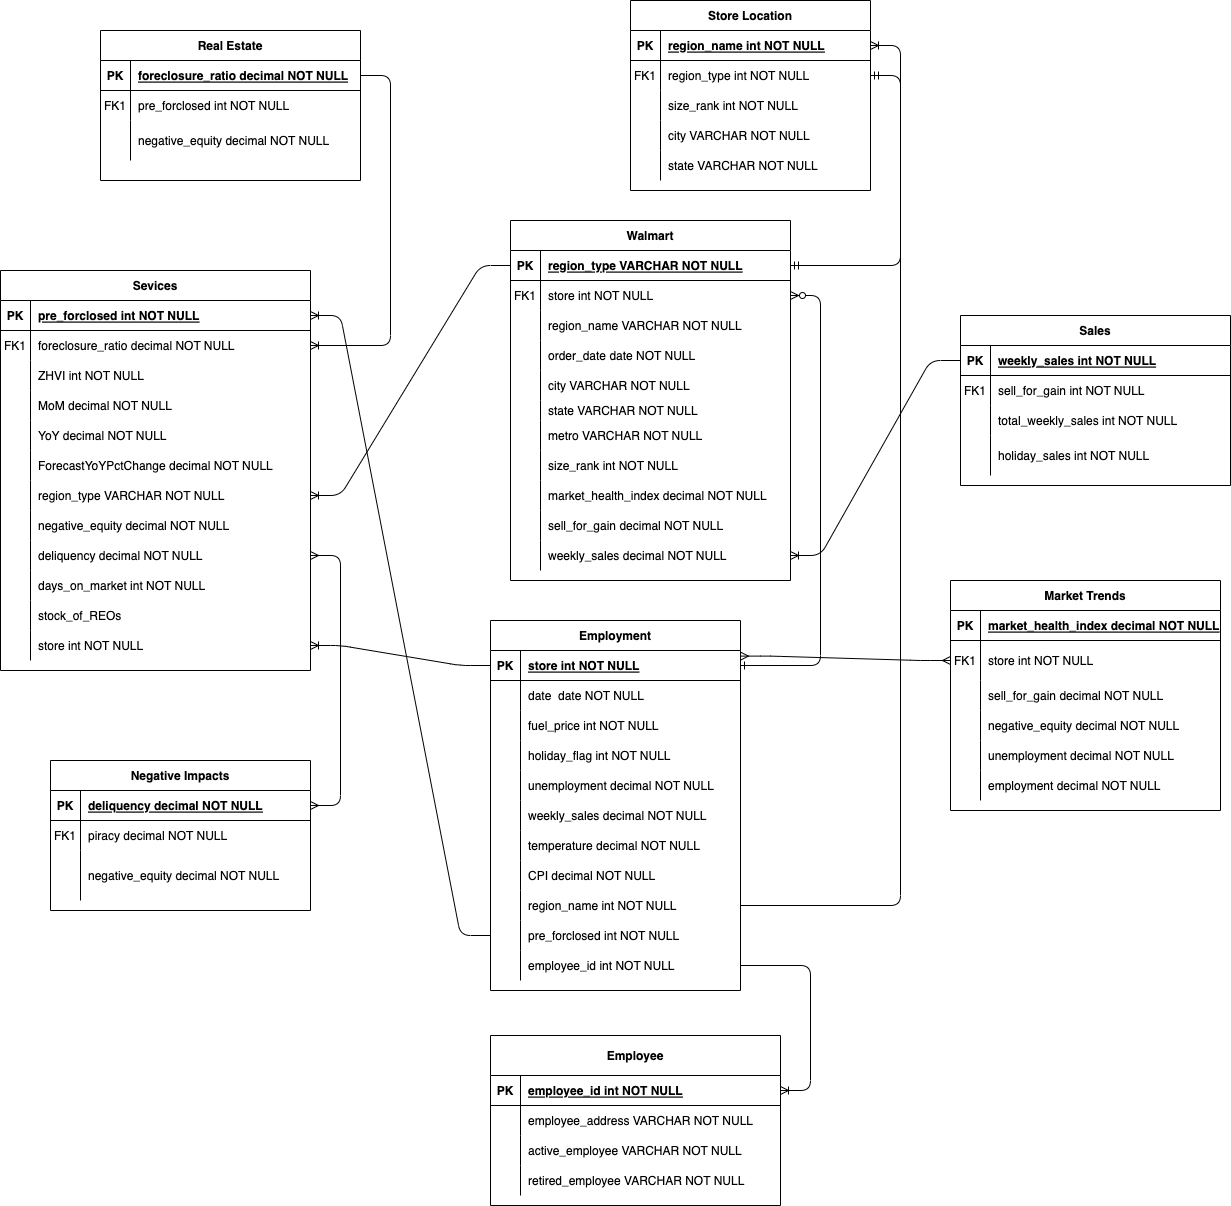 Real Estate
PK foreclosure_ratio decimal NOT NULL
FK1 pre_forclosed int NOT NULL
negative_equity decimal NOT NULL
Store Location
PK region_name int NOT NULL
FK1 region_type int NOT NULL
size_rank int NOT NULL
city VARCHAR NOT NULL
state VARCHAR NOT NULL
Sevices
PK pre_forclosed int NOT NULL
FK1 foreclosure_ratio decimal NOT NULL
ZHVI int NOT NULL
MoM decimal NOT NULL
YoY decimal NOT NULL
ForecastYoYPctChange decimal NOT NULL
region_type VARCHAR NOT NULL
negative_equity decimal NOT NULL
deliquency decimal NOT NULL
days_on_market int NOT NULL
stock_of_REOs
store int NOT NULL
Walmart
PK region_type VARCHAR NOT NULL
FK1 store int NOT NULL
region_name VARCHAR NOT NULL
order_date date NOT NULL
city VARCHAR NOT NULL
state VARCHAR NOT NULL
metro VARCHAR NOT NULL
size_rank int NOT NULL
market_health_index decimal NOT NULL
sell_for_gain decimal NOT NULL
weekly_sales decimal NOT NULL
Sales
PK weekly_sales int NOT NULL
FK1 sell_for_gain int NOT NULL
total_weekly_sales int NOT NULL
holiday_sales int NOT NULL
Market Trends
PK market_health_index decimal NOT NULL
FK1 store int NOT NULL
sell_for_gain decimal NOT NULL
negative_equity decimal NOT NULL
unemployment decimal NOT NULL
employment decimal NOT NULL
Employment
PK store int NOT NULL
date date NOT NULL
fuel_price int NOT NULL
holiday_flag int NOT NULL
unemployment decimal NOT NULL
weekly_sales decimal NOT NULL
temperature decimal NOT NULL
CPI decimal NOT NULL
region_name int NOT NULL
pre_forclosed int NOT NULL
employee_id int NOT NULL
Negative Impacts
PK deliquency decimal NOT NULL
FK1 piracy decimal NOT NULL
negative_equity decimal NOT NULL
Employee
PK employee_id int NOT NULL
employee_address VARCHAR NOT NULL
active_employee VARCHAR NOT NULL
retired_employee VARCHAR NOT NULL